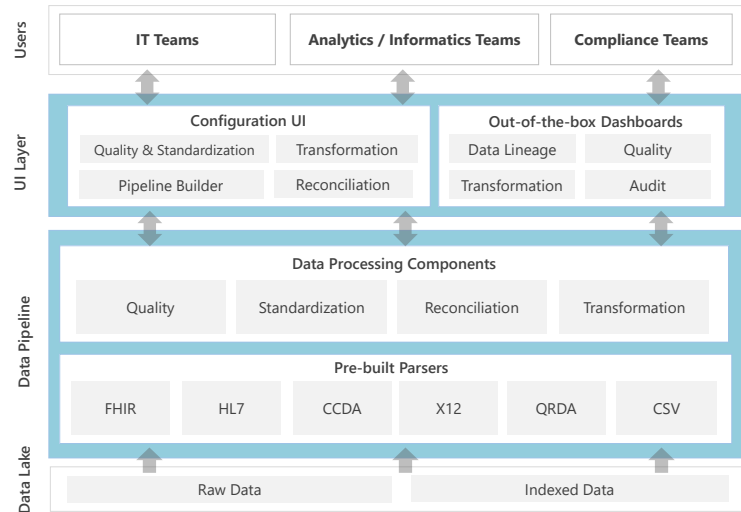 Users
IT Teams
Analytics / Informatics Teams
Compliance Teams
UI Layer
Configuration UI
Quality & Standardization
Transformation
Pipeline Builder
Reconciliation
Out-of-the-box Dashboards
Data Lineage
Quality
Transformation
Audit
Data Pipeline
Data Processing Components
Quality
Standardization
Reconciliation
Transformation
Pre-built Parsers
FHIR
HL7
CCDA
X12
QRDA
CSV
Data Lake
Raw Data
Indexed Data